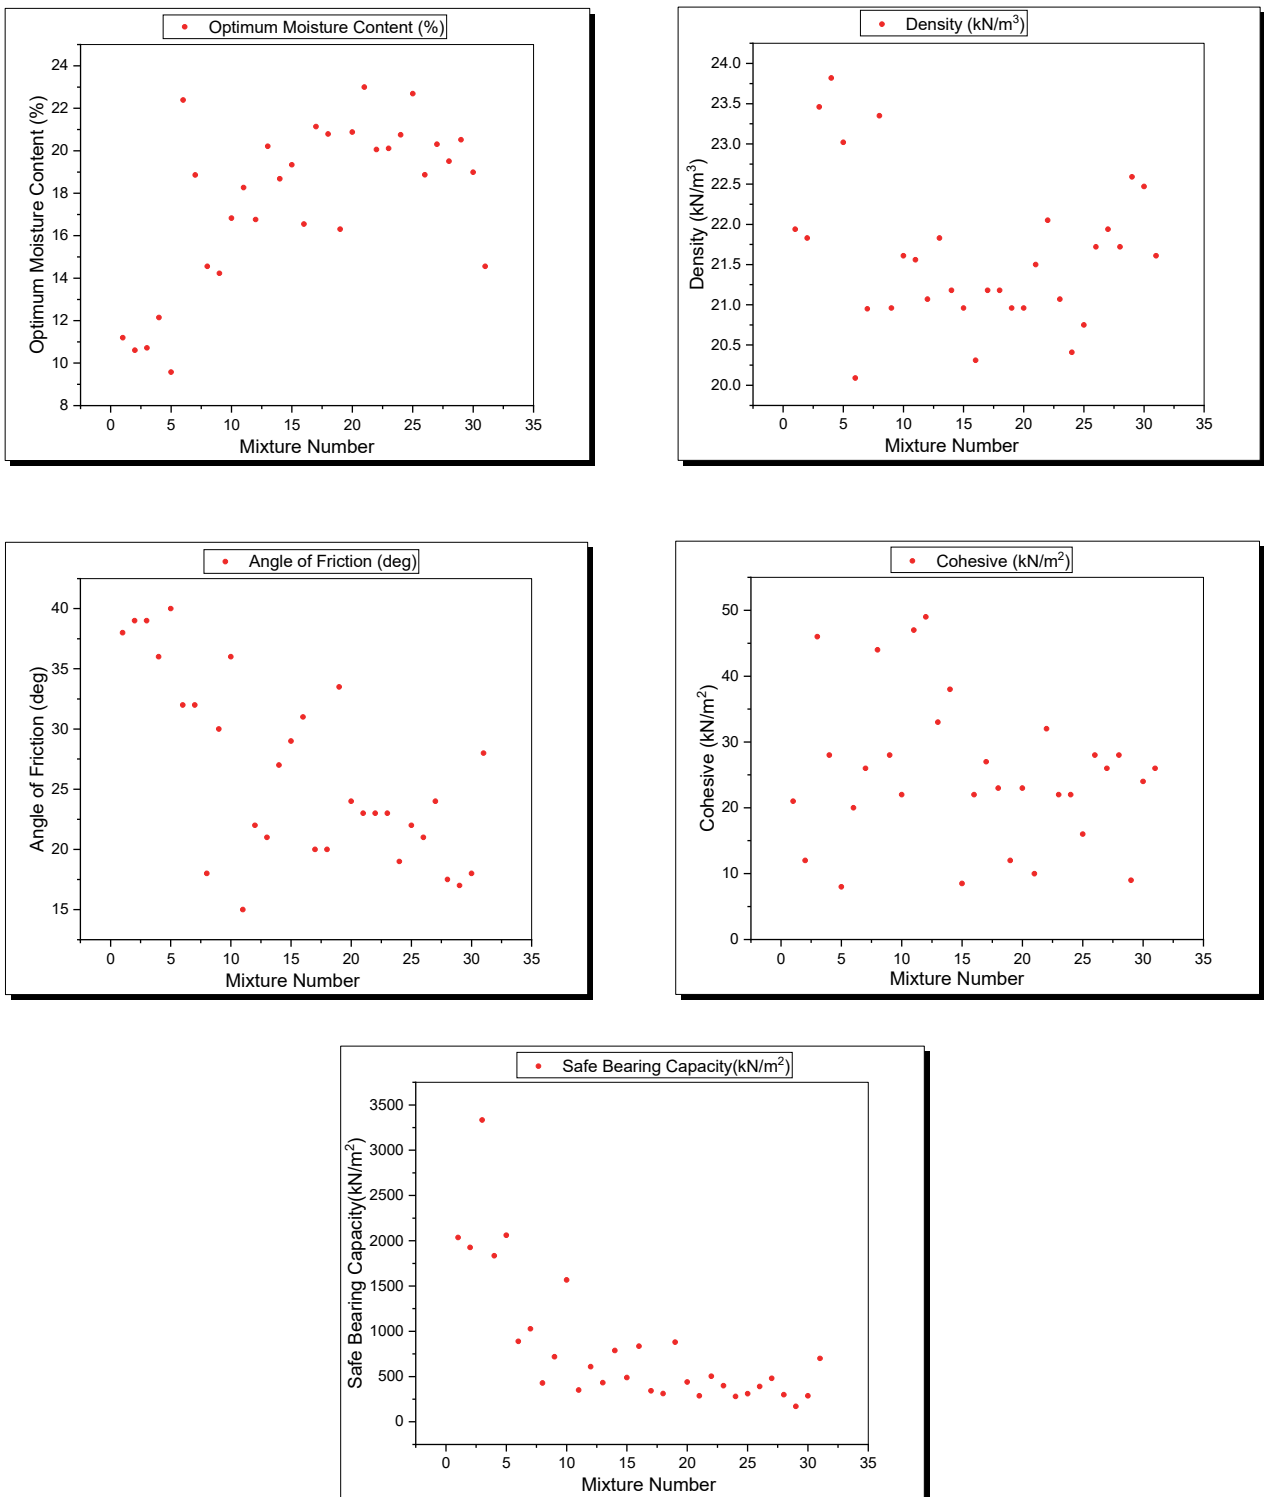 Optimum Moisture Content (%)
24
22
20
18
16
14
12
10
8
Optimum Moisture Content (%)
0 5 10 15 20 25 30 35
Mixture Number
Density (kN/m³)
24.0
23.5
23.0
22.5
22.0
21.5
21.0
20.5
20.0
Density (kN/m³)
0 5 10 15 20 25 30 35
Mixture Number
Angle of Friction (deg)
40
35
30
25
20
15
Angle of Friction (deg)
0 5 10 15 20 25 30 35
Mixture Number
Cohesive (kN/m²)
50
40
30
20
10
0
Cohesive (kN/m²)
0 5 10 15 20 25 30 35
Mixture Number
Safe Bearing Capacity(kN/m²)
3500
3000
2500
2000
1500
1000
500
0
Safe Bearing Capacity(kN/m²)
0 5 10 15 20 25 30 35
Mixture Number